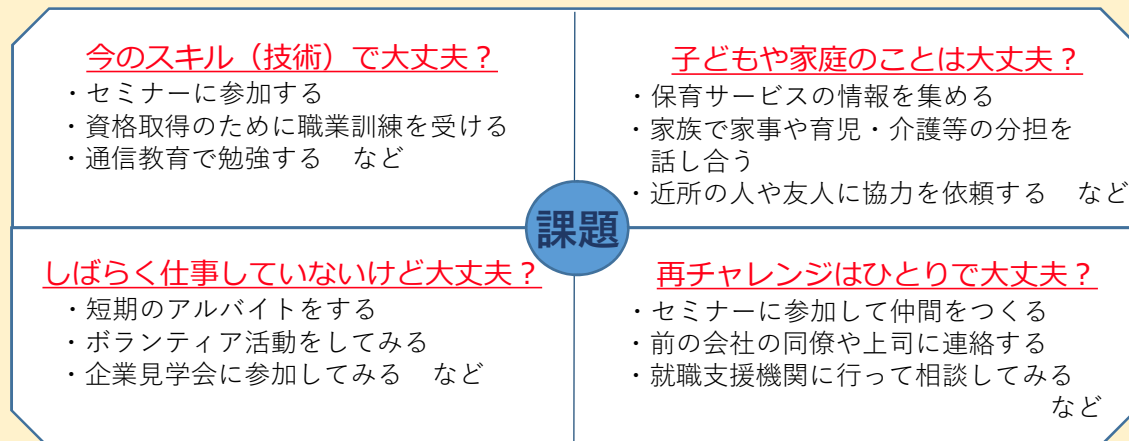 今のスキル（技術）で大丈夫？
・セミナーに参加する
・資格取得のために職業訓練を受ける
・通信教育で勉強する　など
子どもや家庭のことは大丈夫？
・保育サービスの情報を集める
・家族で家事や育児・介護等の分担を
話し合う
・近所の人や友人に協力を依頼する　など
課題
しばらく仕事していないけど大丈夫？
・短期のアルバイトをする
・ボランティア活動をしてみる
・企業見学会に参加してみる　など
再チャレンジはひとりで大丈夫？
・セミナーに参加して仲間をつくる
・前の会社の同僚や上司に連絡する
・就職支援機関に行って相談してみる
など